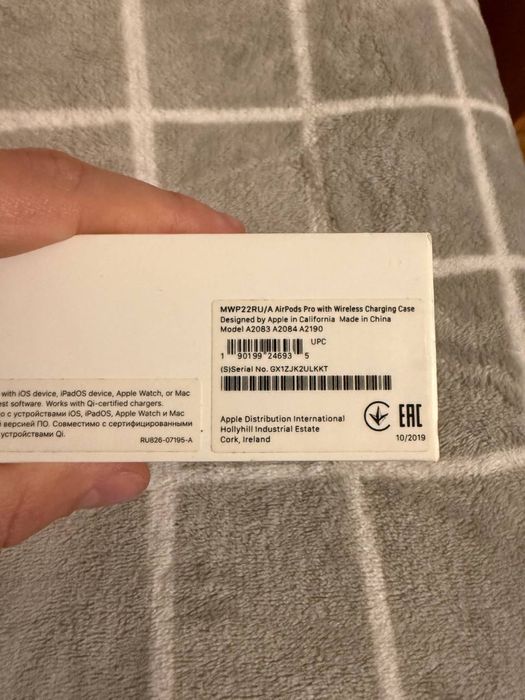 MWP22RU/A AirPods Pro with Wireless Charging Case
Designed by Apple in California Made in China
Model A2083 A2084 A2190
UPC
1 90199 24693 5
(S)Serial No. GX1ZJK2ULKKT
Apple Distribution International
Hollyhill Industrial Estate
Cork, Ireland
EAC
10/2019
with iOS device, iPadOS device, Apple Watch, or Mac
est software. Works with Qi-certified chargers.
о с устройствами iOS, iPadOS, Apple Watch и Mac
й версией ПО. Совместимо с сертифицированными
устройствами Qi.
RU826-07195-A